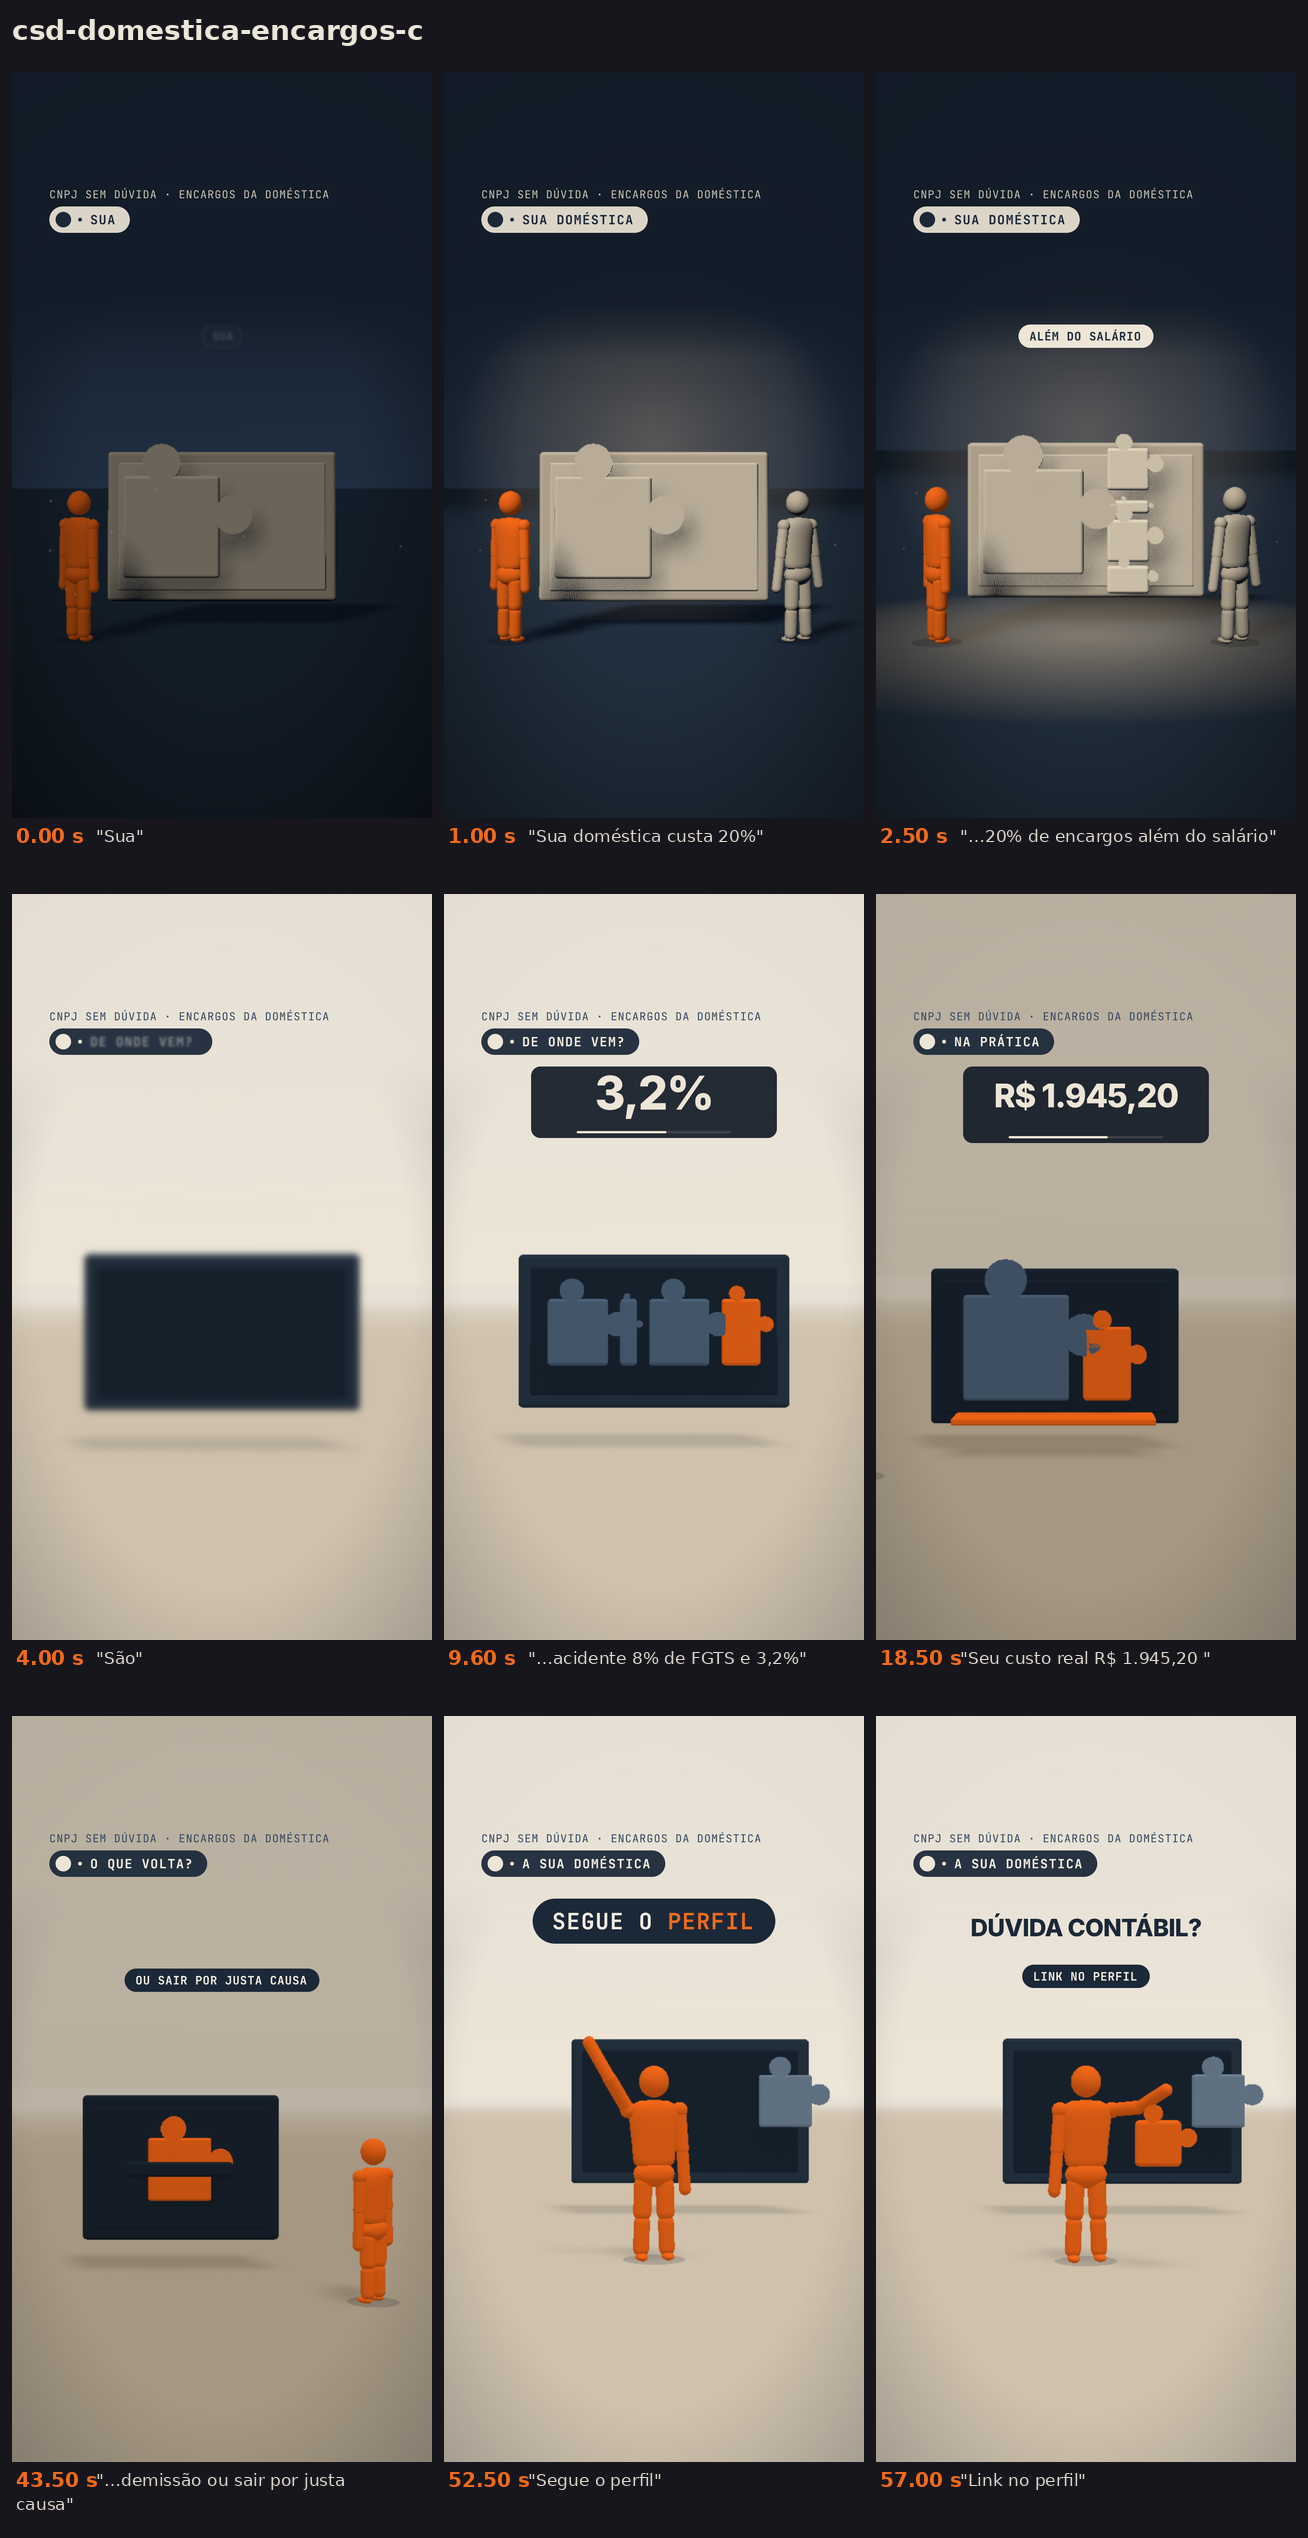 csd-domestica-encargos-c
CNPJ SEM DÚVIDA · ENCARGOS DA DOMÉSTICA
• SUA
SUA
0.00 s "Sua"
CNPJ SEM DÚVIDA · ENCARGOS DA DOMÉSTICA
• SUA DOMÉSTICA
1.00 s "Sua doméstica custa 20%"
CNPJ SEM DÚVIDA · ENCARGOS DA DOMÉSTICA
• SUA DOMÉSTICA
ALÉM DO SALÁRIO
2.50 s "...20% de encargos além do salário"
CNPJ SEM DÚVIDA · ENCARGOS DA DOMÉSTICA
• DE ONDE VEM?
4.00 s "São"
CNPJ SEM DÚVIDA · ENCARGOS DA DOMÉSTICA
• DE ONDE VEM?
3,2%
9.60 s "...acidente 8% de FGTS e 3,2%"
CNPJ SEM DÚVIDA · ENCARGOS DA DOMÉSTICA
• NA PRÁTICA
R$ 1.945,20
18.50 s "Seu custo real R$ 1.945,20 "
CNPJ SEM DÚVIDA · ENCARGOS DA DOMÉSTICA
• O QUE VOLTA?
OU SAIR POR JUSTA CAUSA
43.50 s "...demissão ou sair por justa
causa"
CNPJ SEM DÚVIDA · ENCARGOS DA DOMÉSTICA
• A SUA DOMÉSTICA
SEGUE O PERFIL
52.50 s "Segue o perfil"
CNPJ SEM DÚVIDA · ENCARGOS DA DOMÉSTICA
• A SUA DOMÉSTICA
DÚVIDA CONTÁBIL?
LINK NO PERFIL
57.00 s "Link no perfil"